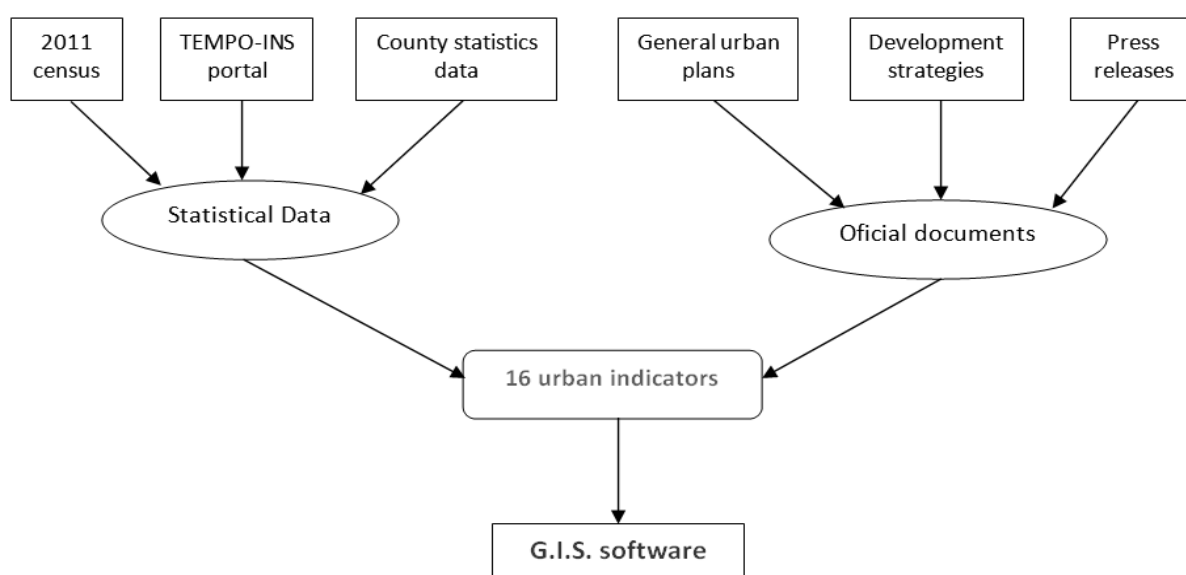 2011
census
TEMPO-INS
portal
County statistics
data
General urban
plans
Development
strategies
Press
releases
Statistical Data
Oficial documents
16 urban indicators
G.I.S. software